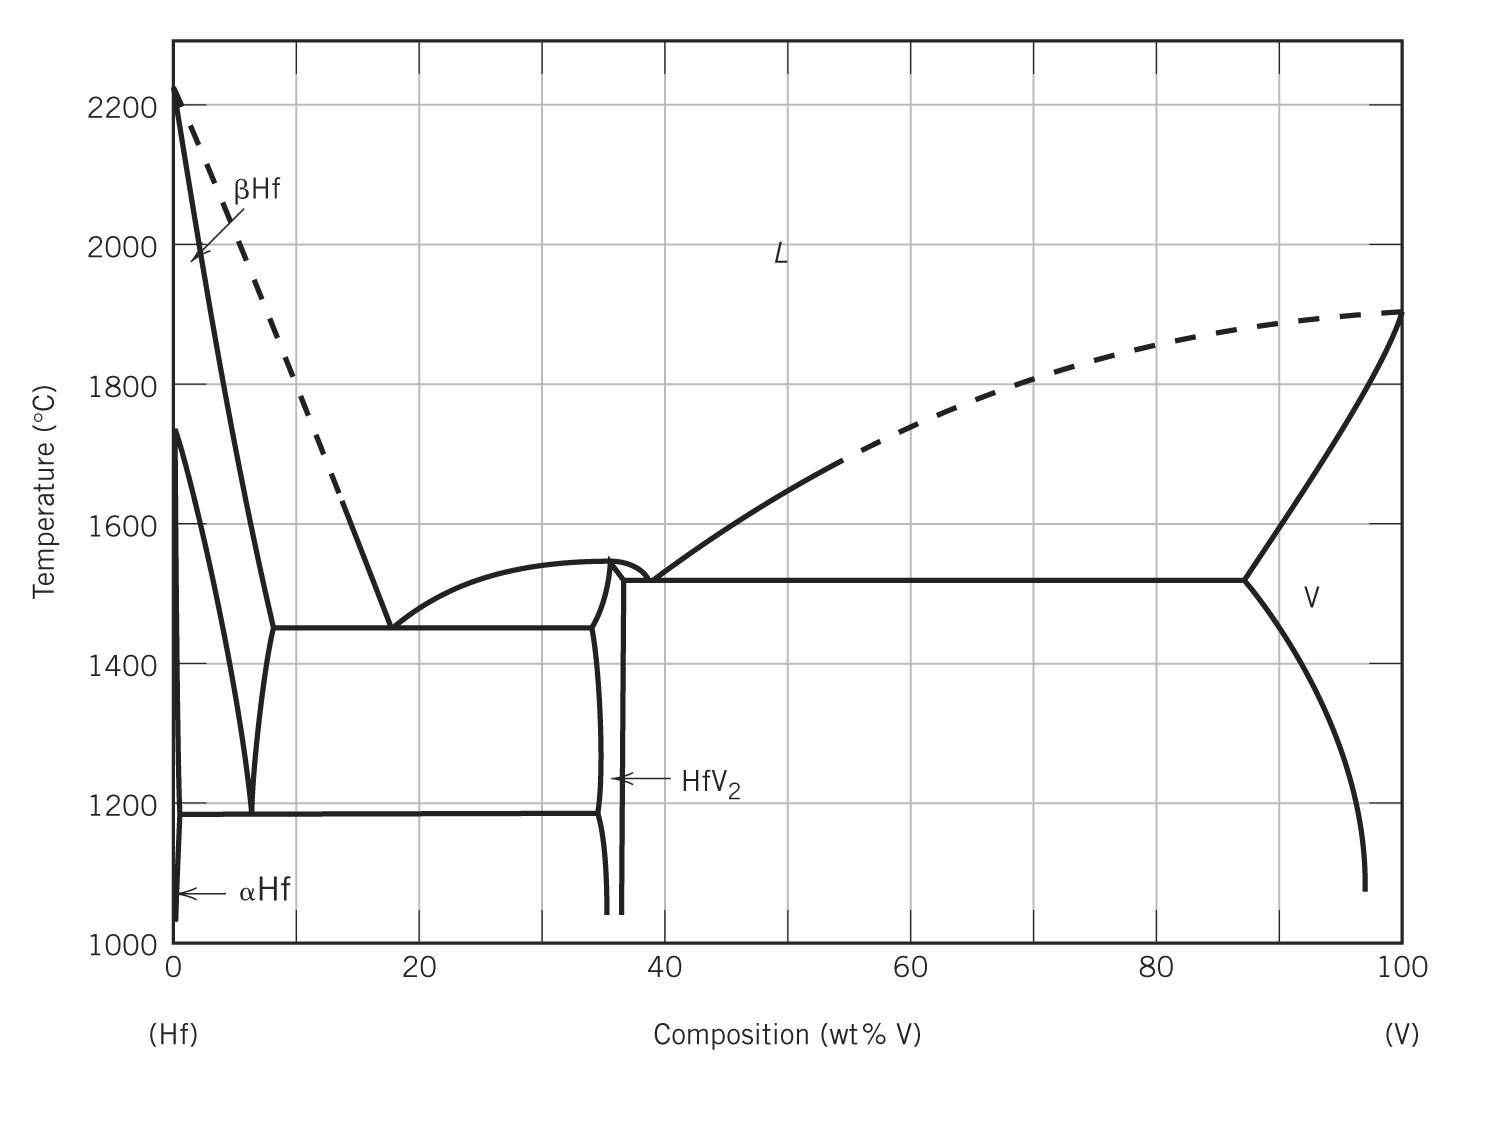 2200
βHf
2000
L
1800
Temperature (°C)
1600
V
1400
HfV2
1200
αHf
1000
0 20 40 60 80 100
(Hf) Composition (wt% V) (V)